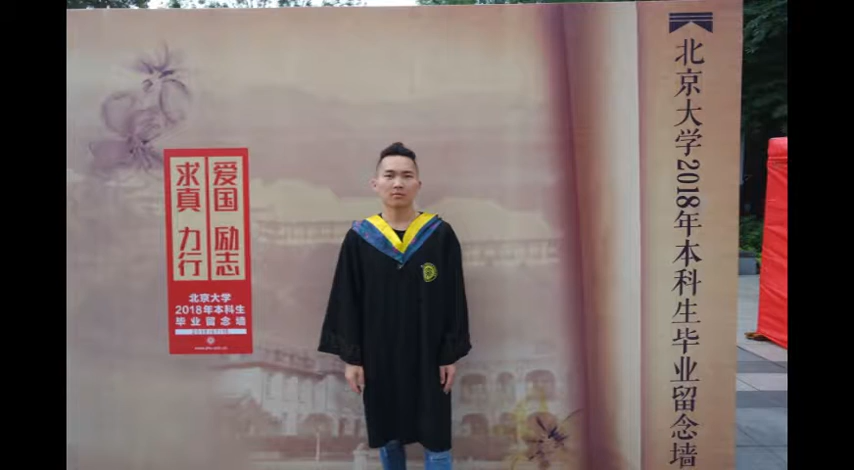 爱国 励志
求真 力行
北京大学
2018年本科生
毕业留念墙
北京大学2018年本科生毕业留念墙